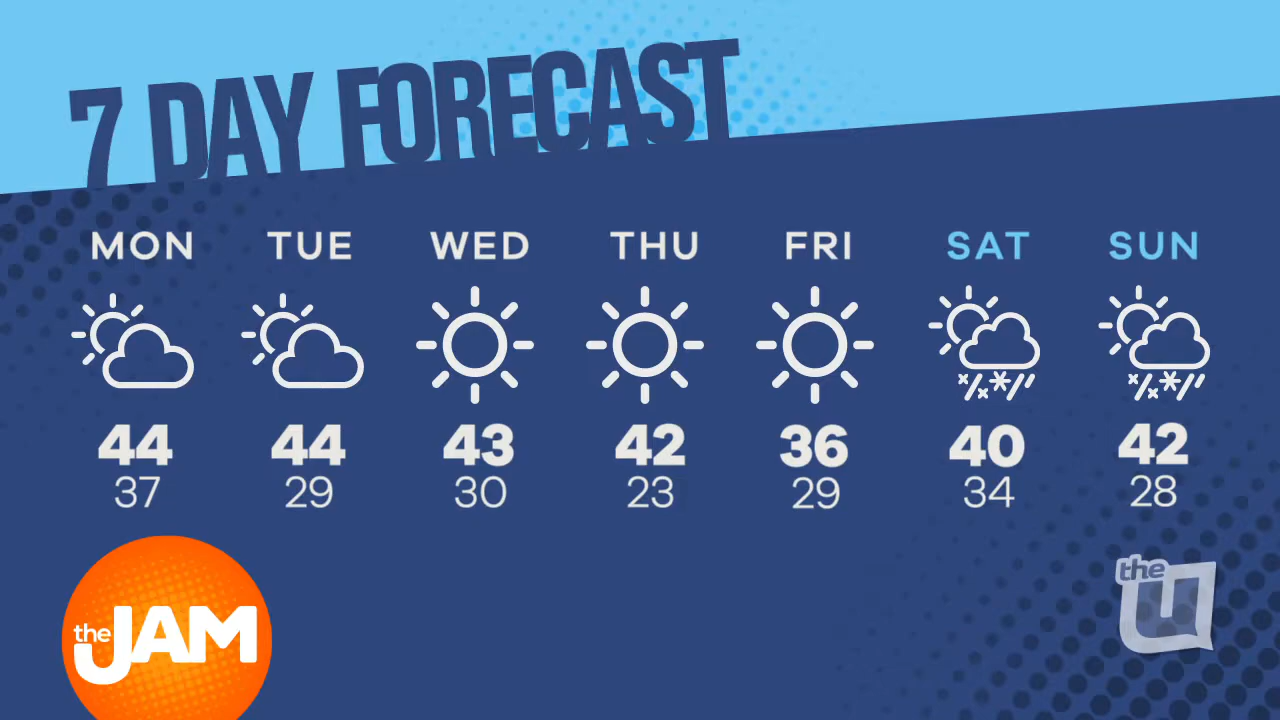 7 DAY FORECAST
MON TUE WED THU FRI SAT SUN
44 44 43 42 36 40 42
37 29 30 23 29 34 28
the JAM
the U